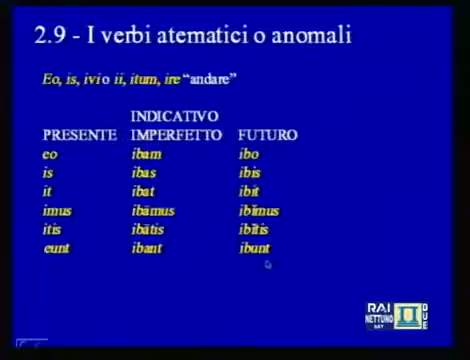 2.9 - I verbi atematici o anomali
Eo, is, ivi o ii, itum, ire “andare”
INDICATIVO
PRESENTE IMPERFETTO FUTURO
eo ibam ibo
is ibas ibis
it ibat ibit
imus ibāmus ibĭmus
itis ibātis ibĭtis
eunt ibant ibunt
RAI
NETTUNO
SAT
DUE